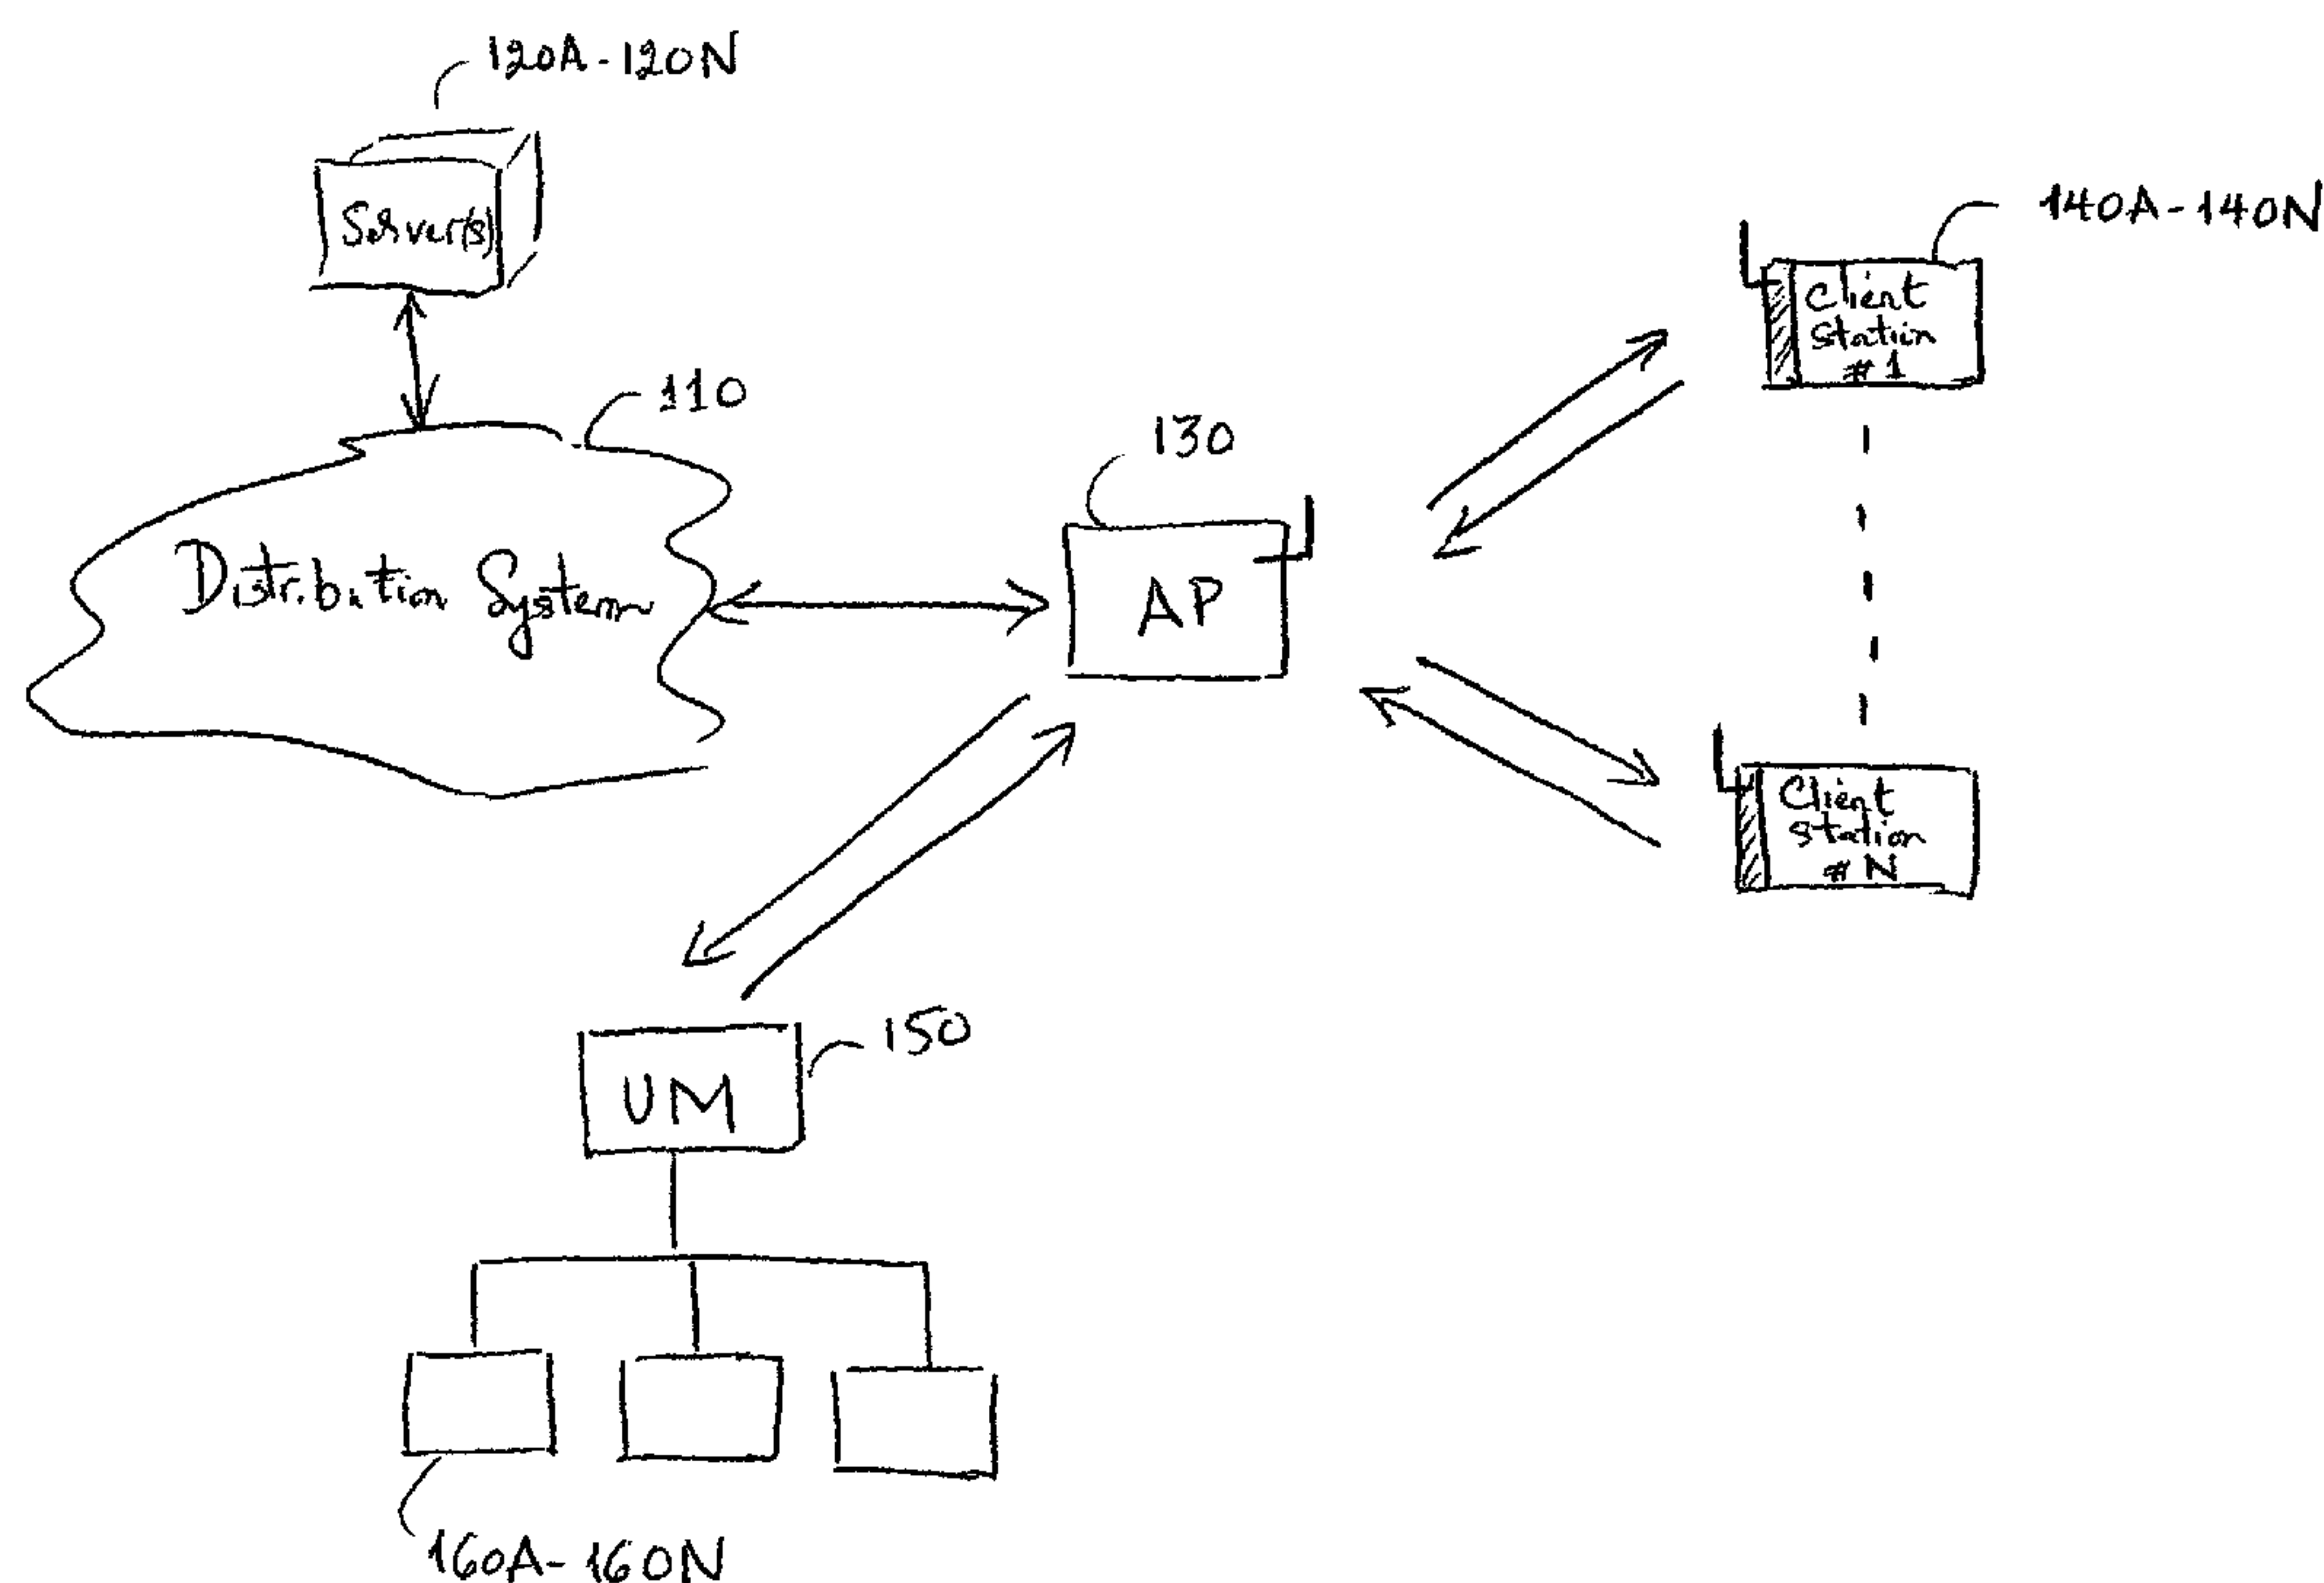 120A-120N
Server(s)
140A-140N
Client
Station
#1
110
130
Distribution System
AP
Client
Station
#N
150
UM
160A-160N